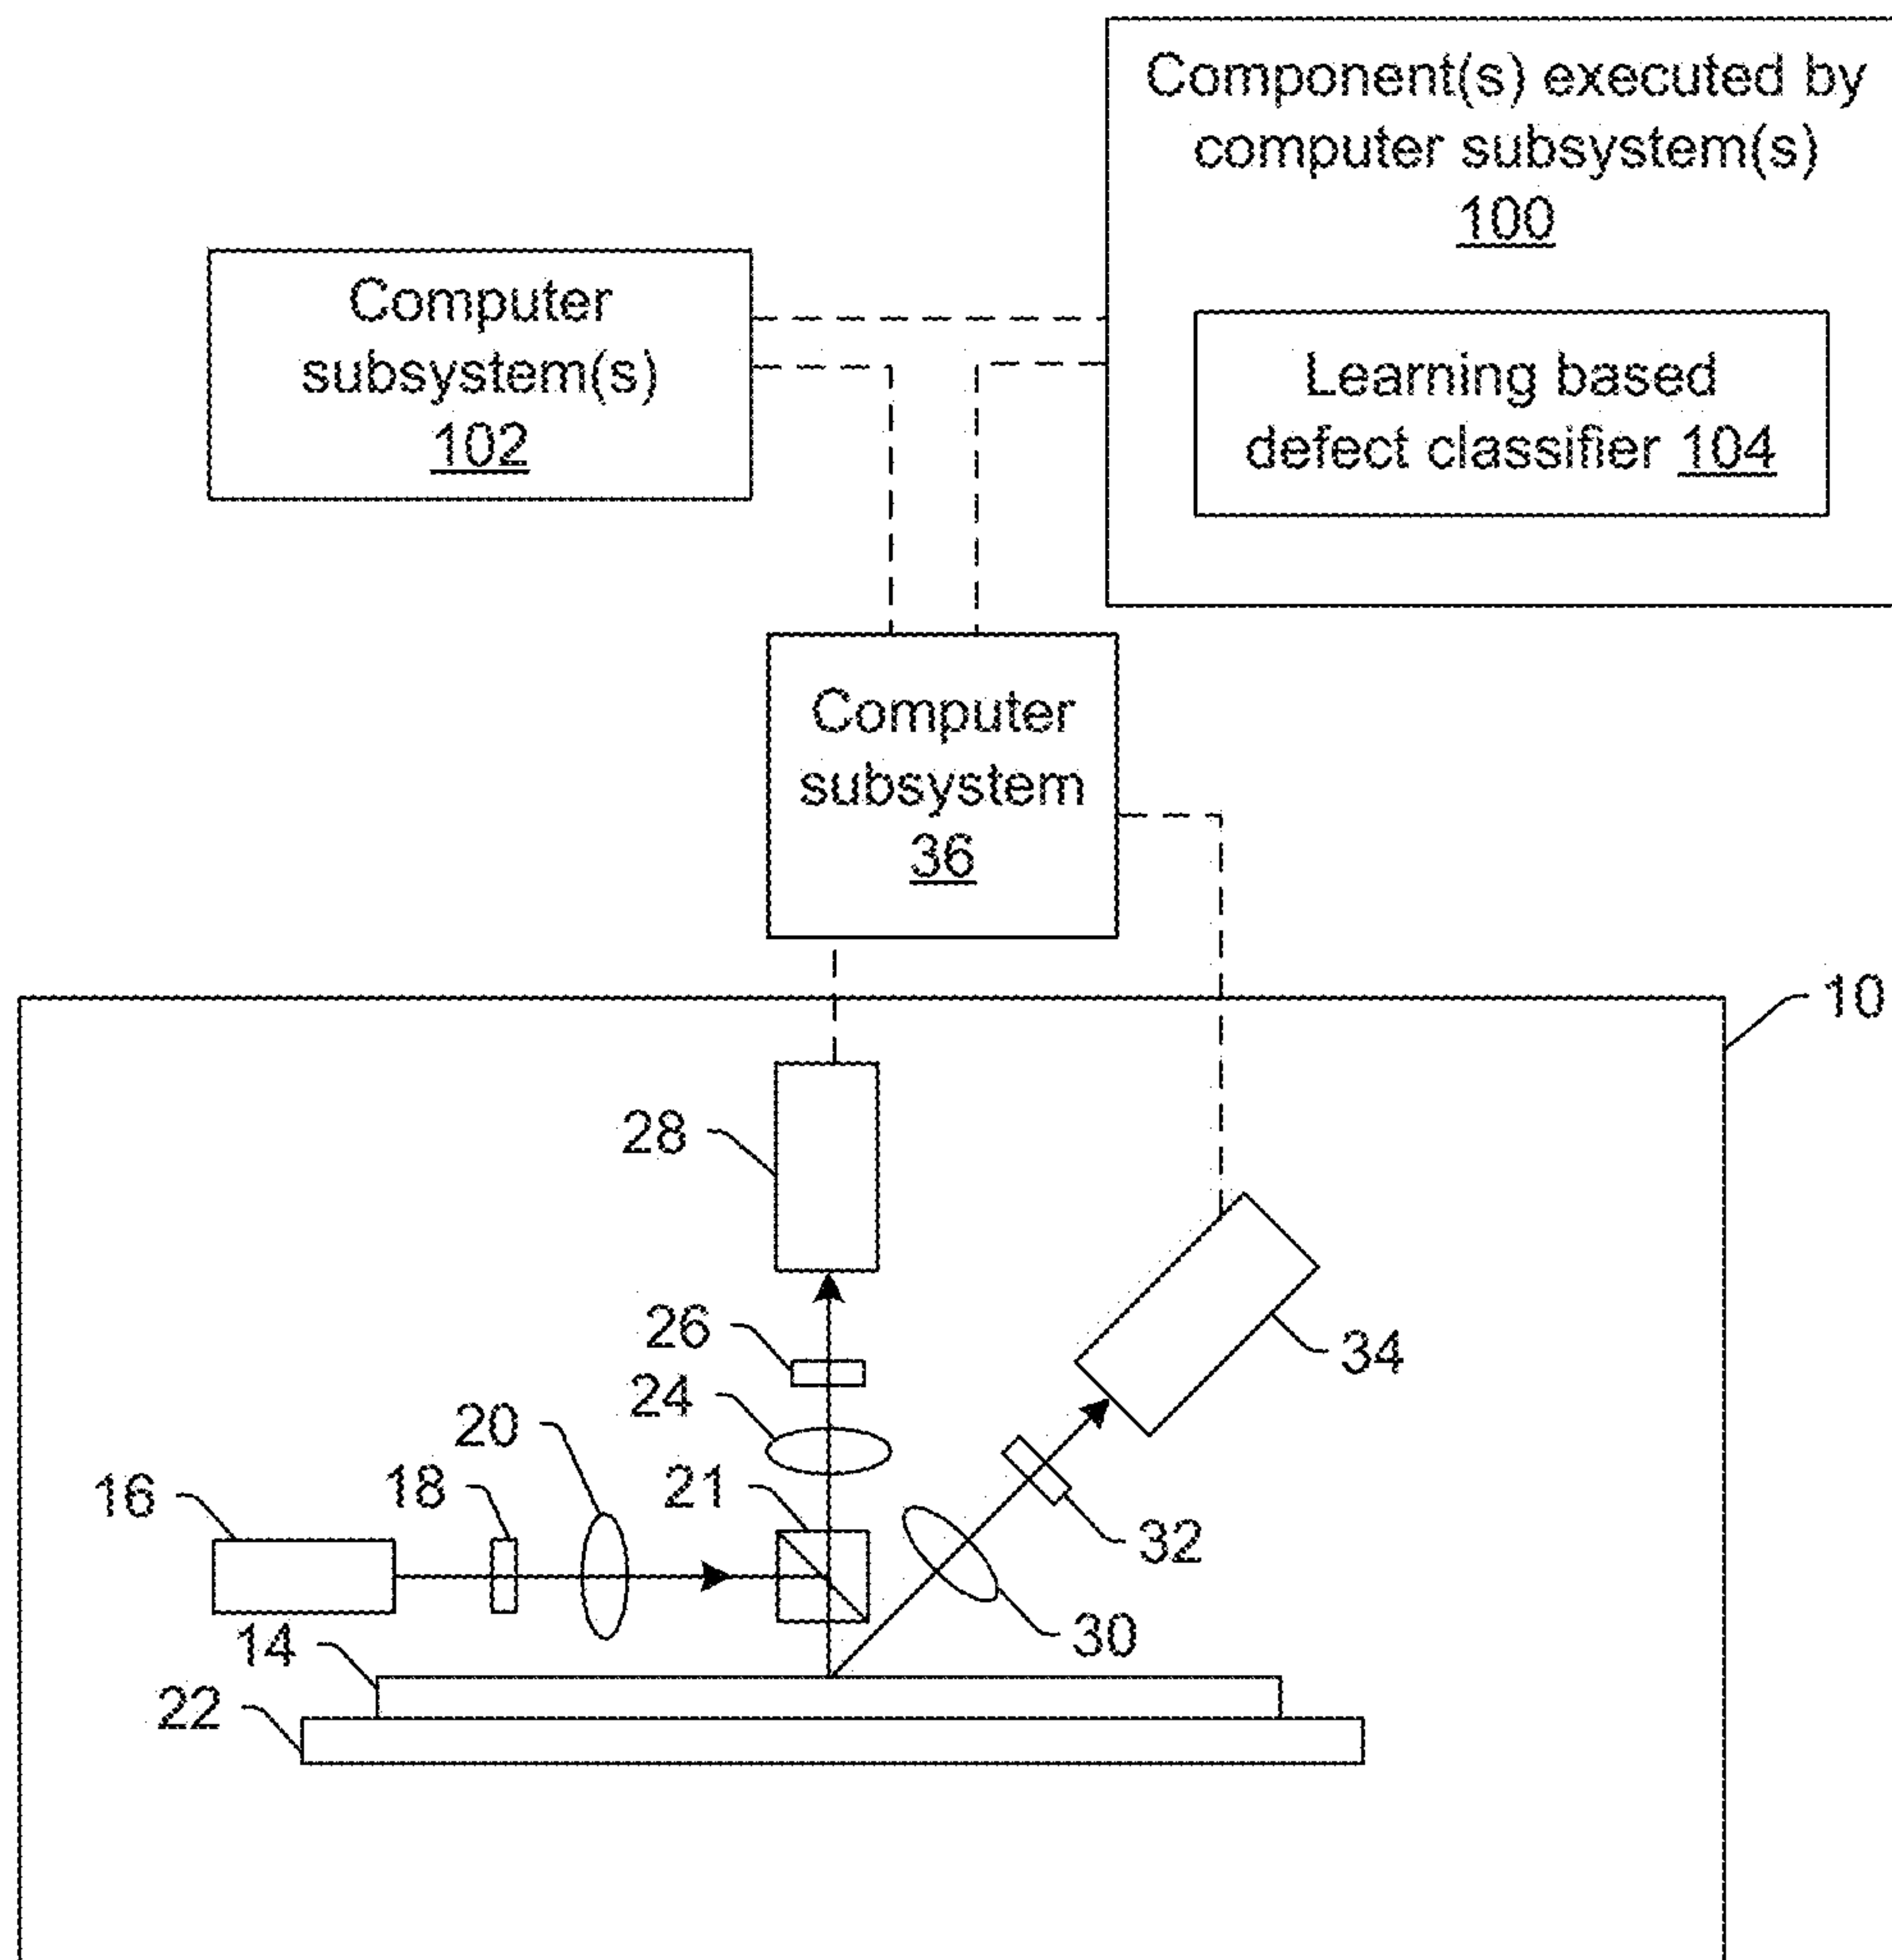 Component(s) executed by
computer subsystem(s)
100
Computer
subsystem(s)
102
Learning based
defect classifier 104
Computer
subsystem
36
10
28
26
34
24
20
21
18
16
32
30
14
22